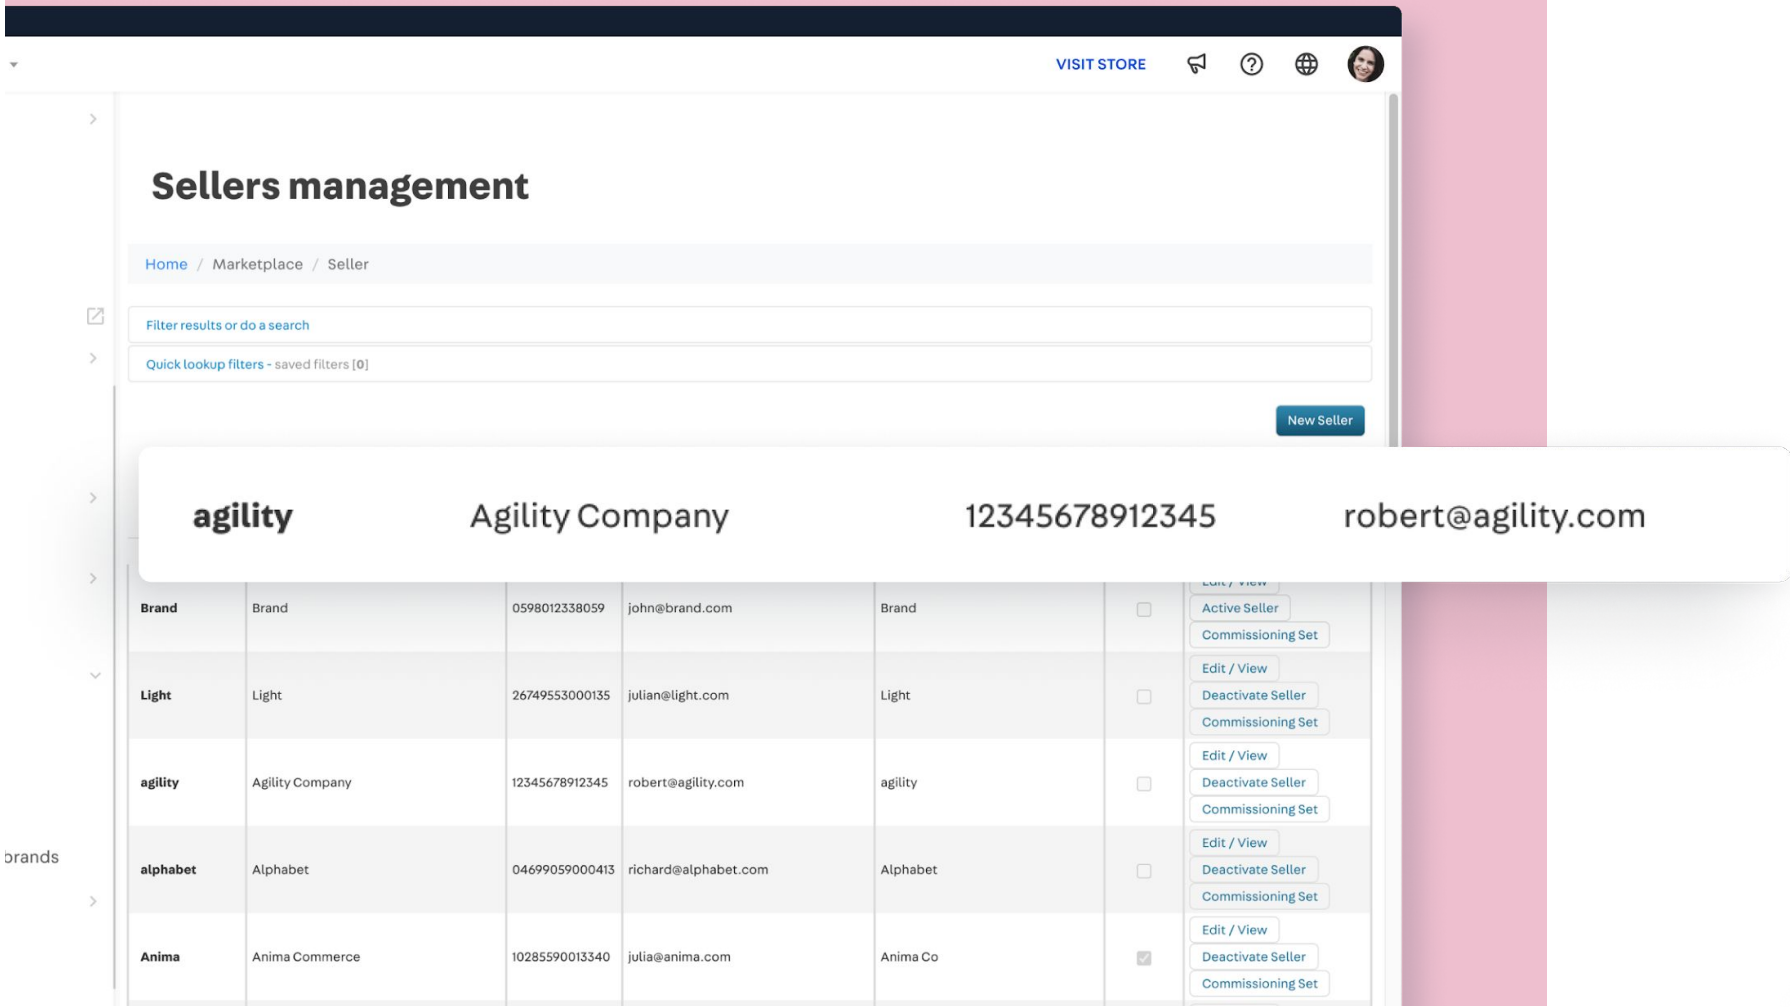 VISIT STORE
Sellers management
Home / Marketplace / Seller
Filter results or do a search
Quick lookup filters - saved filters [0]
New Seller
agility Agility Company 12345678912345 robert@agility.com
Edit / View
Brand Brand 0598012338059 john@brand.com Brand Active Seller
Commissioning Set
Edit / View
Light Light 26749553000135 julian@light.com Light Deactivate Seller
Commissioning Set
Edit / View
agility Agility Company 12345678912345 robert@agility.com agility Deactivate Seller
Commissioning Set
Edit / View
brands
alphabet Alphabet 04699059000413 richard@alphabet.com Alphabet Deactivate Seller
Commissioning Set
Edit / View
Anima Anima Commerce 10285590013340 julia@anima.com Anima Co Deactivate Seller
Commissioning Set